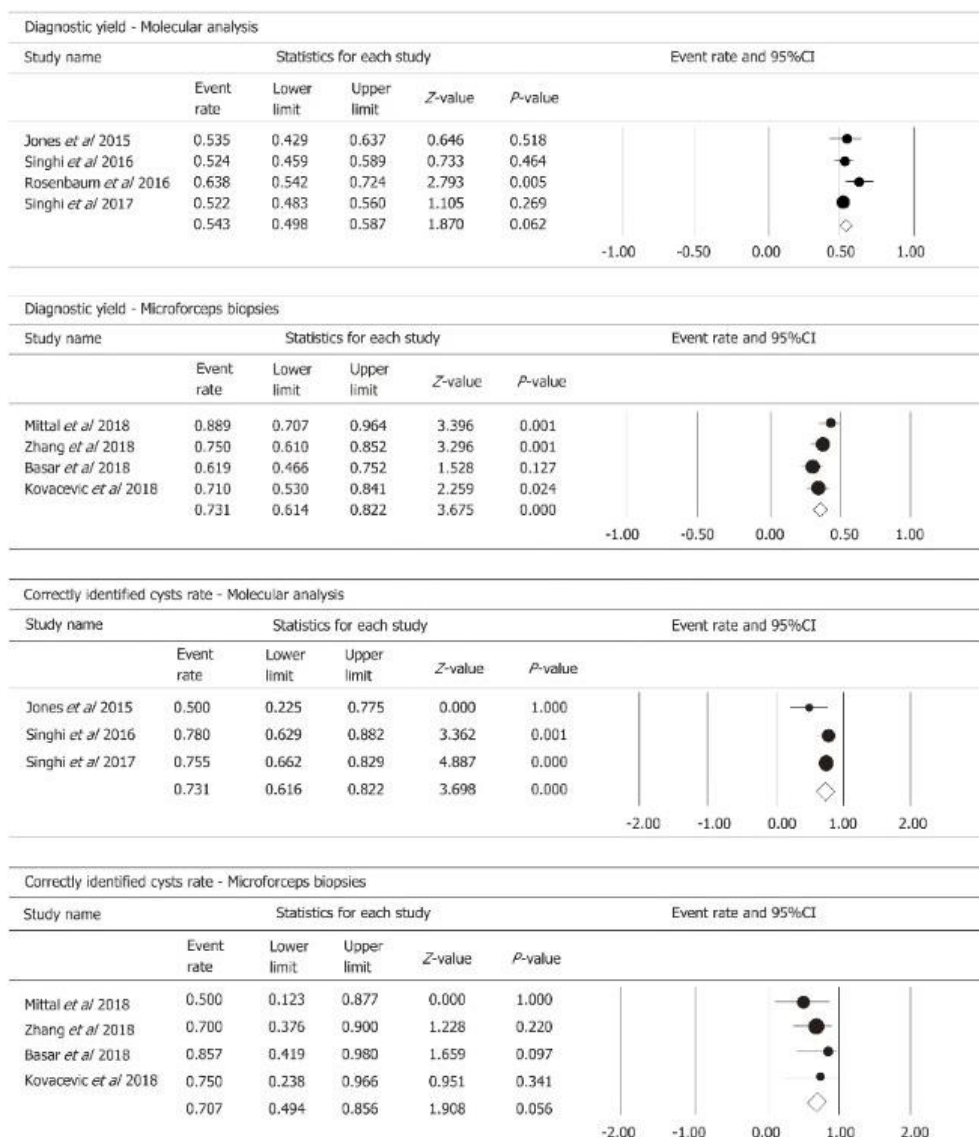 Diagnostic yield - Molecular analysis
Study name Statistics for each study Event rate and 95%CI
Event rate Lower limit Upper limit Z-value P-value
Jones et al 2015 0.535 0.429 0.637 0.646 0.518
Singhi et al 2016 0.524 0.459 0.589 0.733 0.464
Rosenbaum et al 2016 0.638 0.542 0.724 2.793 0.005
Singhi et al 2017 0.522 0.483 0.560 1.105 0.269
0.543 0.498 0.587 1.870 0.062
-1.00 -0.50 0.00 0.50 1.00
Diagnostic yield - Microforceps biopsies
Study name Statistics for each study Event rate and 95%CI
Event rate Lower limit Upper limit Z-value P-value
Mittal et al 2018 0.889 0.707 0.964 3.396 0.001
Zhang et al 2018 0.750 0.610 0.852 3.296 0.001
Basar et al 2018 0.619 0.466 0.752 1.528 0.127
Kovacevic et al 2018 0.710 0.530 0.841 2.259 0.024
0.731 0.614 0.822 3.675 0.000
-1.00 -0.50 0.00 0.50 1.00
Correctly identified cysts rate - Molecular analysis
Study name Statistics for each study Event rate and 95%CI
Event rate Lower limit Upper limit Z-value P-value
Jones et al 2015 0.500 0.225 0.775 0.000 1.000
Singhi et al 2016 0.780 0.629 0.882 3.362 0.001
Singhi et al 2017 0.755 0.662 0.829 4.887 0.000
0.731 0.616 0.822 3.698 0.000
-2.00 -1.00 0.00 1.00 2.00
Correctly identified cysts rate - Microforceps biopsies
Study name Statistics for each study Event rate and 95%CI
Event rate Lower limit Upper limit Z-value P-value
Mittal et al 2018 0.500 0.123 0.877 0.000 1.000
Zhang et al 2018 0.700 0.376 0.900 1.228 0.220
Basar et al 2018 0.857 0.419 0.980 1.659 0.097
Kovacevic et al 2018 0.750 0.238 0.966 0.951 0.341
0.707 0.494 0.856 1.908 0.056
-2.00 -1.00 0.00 1.00 2.00